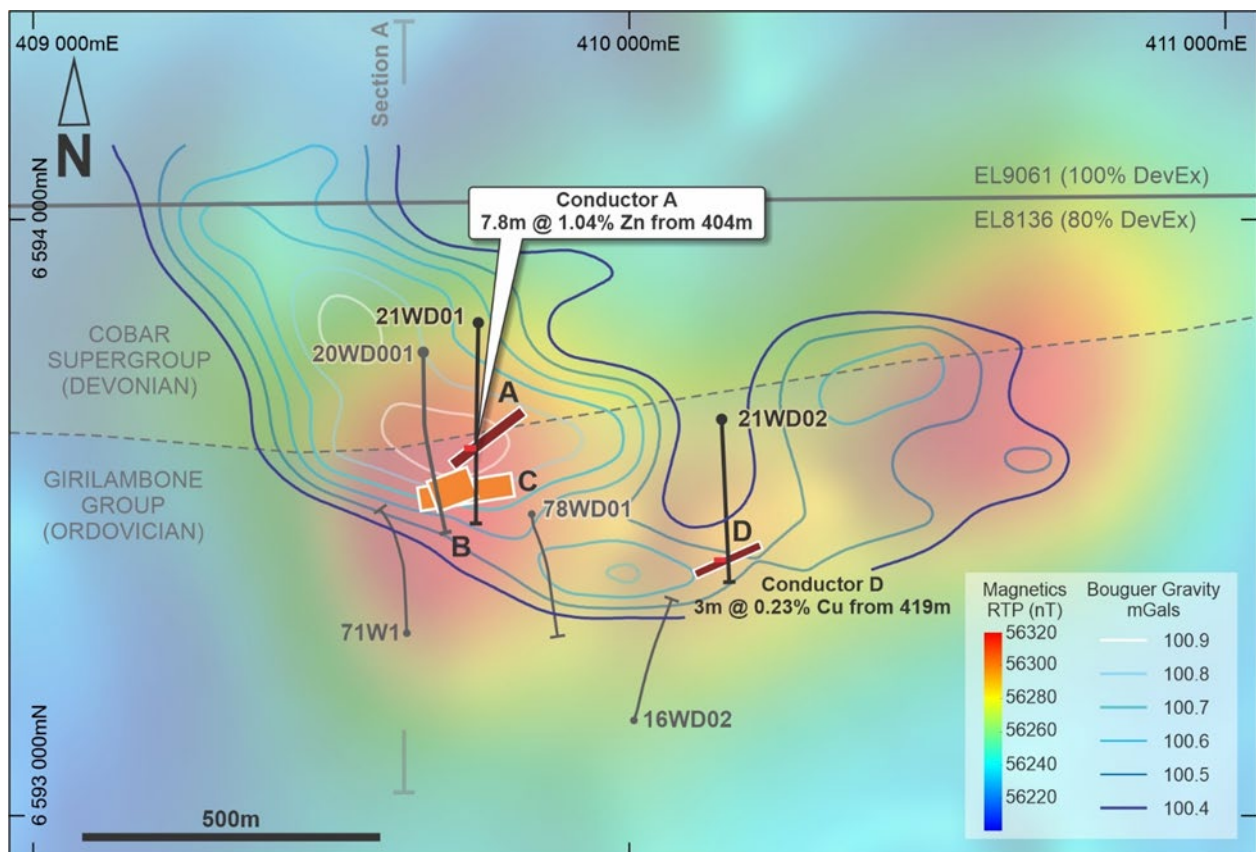 409 000mE
410 000mE
411 000mE
N
Section A
6 594 000mN
EL9061 (100% DevEx)
EL8136 (80% DevEx)
Conductor A
7.8m @ 1.04% Zn from 404m
21WD01
20WD001
COBAR
SUPERGROUP
(DEVONIAN)
A
21WD02
GIRILAMBONE
GROUP
(ORDOVICIAN)
C
78WD01
B
D
Conductor D
3m @ 0.23% Cu from 419m
71W1
16WD02
6 593 000mN
500m
Magnetics
RTP (nT)
56320
56300
56280
56260
56240
56220
Bouguer Gravity
mGals
100.9
100.8
100.7
100.6
100.5
100.4